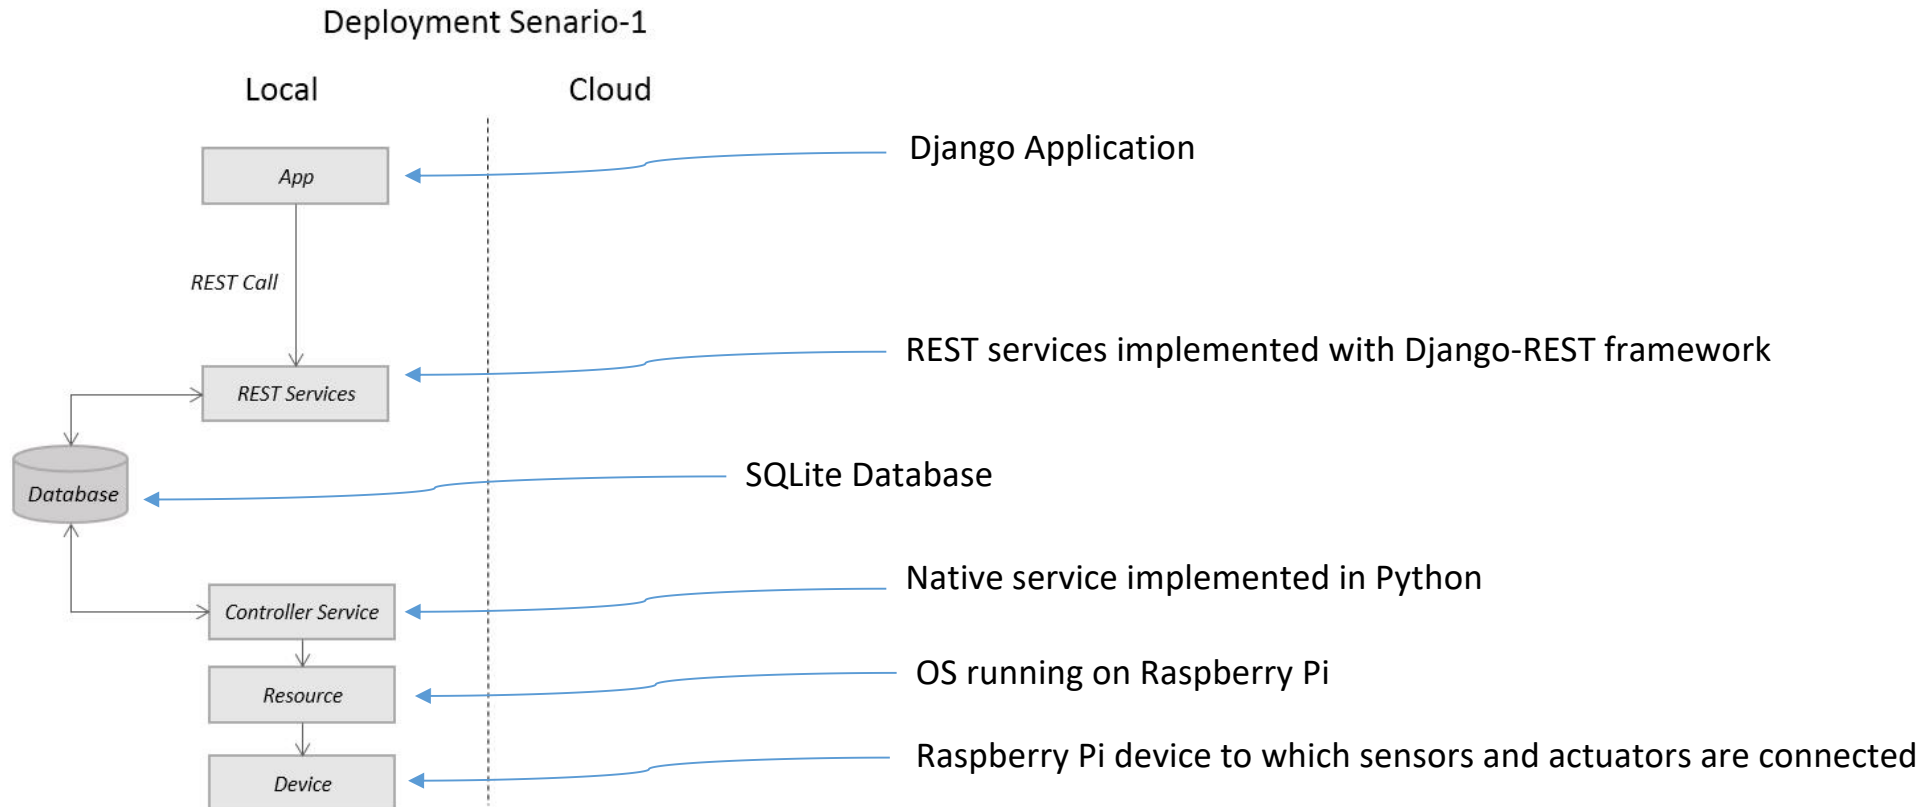 Deployment Senario-1
Local
Cloud
App
Django Application
REST Call
REST services implemented with Django-REST framework
REST Services
SQLite Database
Database
Native service implemented in Python
Controller Service
OS running on Raspberry Pi
Resource
Raspberry Pi device to which sensors and actuators are connected
Device